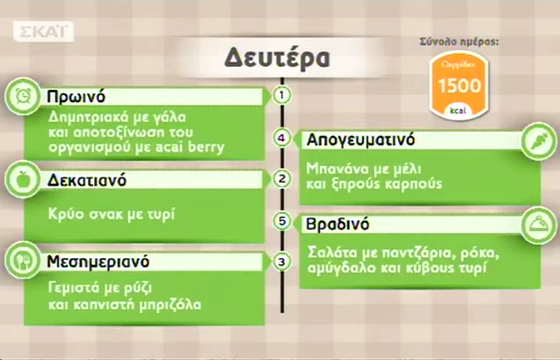 ΣΚΑΪ
Δευτέρα
Σύνολο ημέρας:
Θερμίδες
1500
kcal
1
Πρωινό
Δημητριακά με γάλα
και αποτοξίνωση του
οργανισμού με acai berry
2
Δεκατιανό
Κρύο σνακ με τυρί
3
Μεσημεριανό
Γεμιστά με ρύζι
και καπνιστή μπριζόλα
4
Απογευματινό
Μπανάνα με μέλι
και ξηρούς καρπούς
5
Βραδινό
Σαλάτα με παντζάρια, ρόκα,
αμύγδαλο και κύβους τυρί